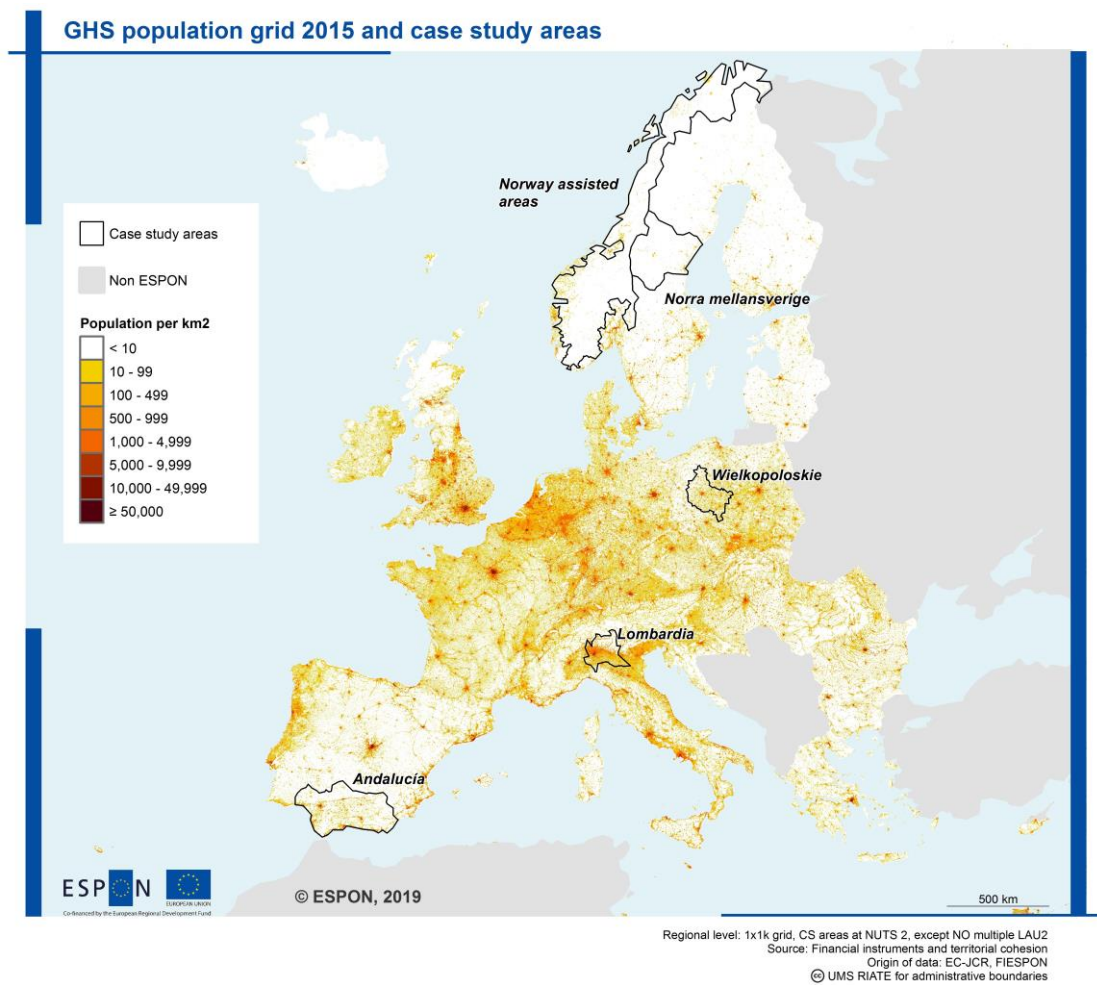 GHS population grid 2015 and case study areas
Norway assisted
areas
Case study areas
Non ESPON
Norra mellansverige
Population per km2
< 10
10 - 99
100 - 499
500 - 999
1,000 - 4,999
5,000 - 9,999
10,000 - 49,999
≥ 50,000
Wielkopoloskie
Lombardia
Andalucía
ESPON
EUROPEAN UNION
Co-financed by the European Regional Development Fund
© ESPON, 2019
500 km
Regional level: 1x1k grid, CS areas at NUTS 2, except NO multiple LAU2
Source: Financial instruments and territorial cohesion
Origin of data: EC-JCR, FIESPON
🅭 UMS RIATE for administrative boundaries